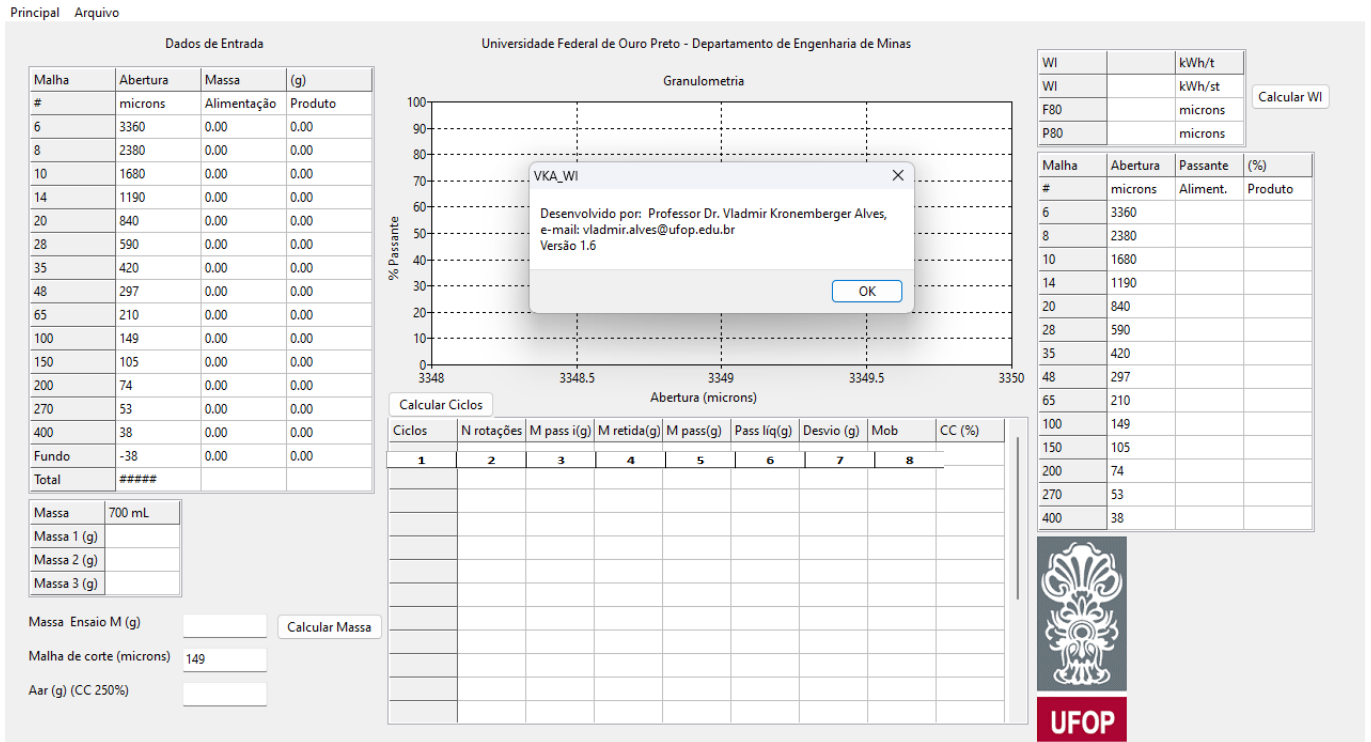 Principal Arquivo
Dados de Entrada
Malha Abertura Massa (g)
# microns Alimentação Produto
6 3360 0.00 0.00
8 2380 0.00 0.00
10 1680 0.00 0.00
14 1190 0.00 0.00
20 840 0.00 0.00
28 590 0.00 0.00
35 420 0.00 0.00
48 297 0.00 0.00
65 210 0.00 0.00
100 149 0.00 0.00
150 105 0.00 0.00
200 74 0.00 0.00
270 53 0.00 0.00
400 38 0.00 0.00
Fundo -38 0.00 0.00
Total #####
Massa 700 mL
Massa 1 (g)
Massa 2 (g)
Massa 3 (g)
Massa Ensaio M (g)
Calcular Massa
Malha de corte (microns) 149
Aar (g) (CC 250%)
Universidade Federal de Ouro Preto - Departamento de Engenharia de Minas
Granulometria
% Passante
100
90
80
70
60
50
40
30
20
10
0
3348 3348.5 3349 3349.5 3350
Abertura (microns)
VKA_WI
Desenvolvido por: Professor Dr. Vladmir Kronemberger Alves,
e-mail: vladmir.alves@ufop.edu.br
Versão 1.6
OK
Calcular Ciclos
Ciclos N rotações M pass i(g) M retida(g) M pass(g) Pass líq(g) Desvio (g) Mob CC (%)
1 2 3 4 5 6 7 8
WI kWh/t
WI kWh/st
F80 microns
P80 microns
Calcular WI
Malha Abertura Passante (%)
# microns Aliment. Produto
6 3360
8 2380
10 1680
14 1190
20 840
28 590
35 420
48 297
65 210
100 149
150 105
200 74
270 53
400 38
UFOP